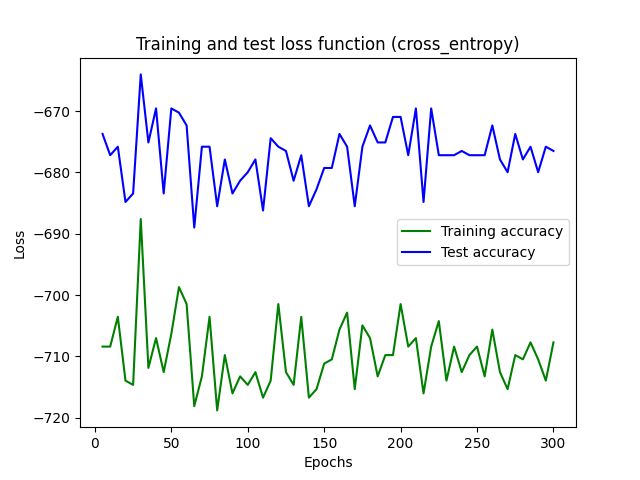 Training and test loss function (cross_entropy)
−670
−680
−690
−700
−710
−720
Loss
Training accuracy
Test accuracy
0 50 100 150 200 250 300
Epochs